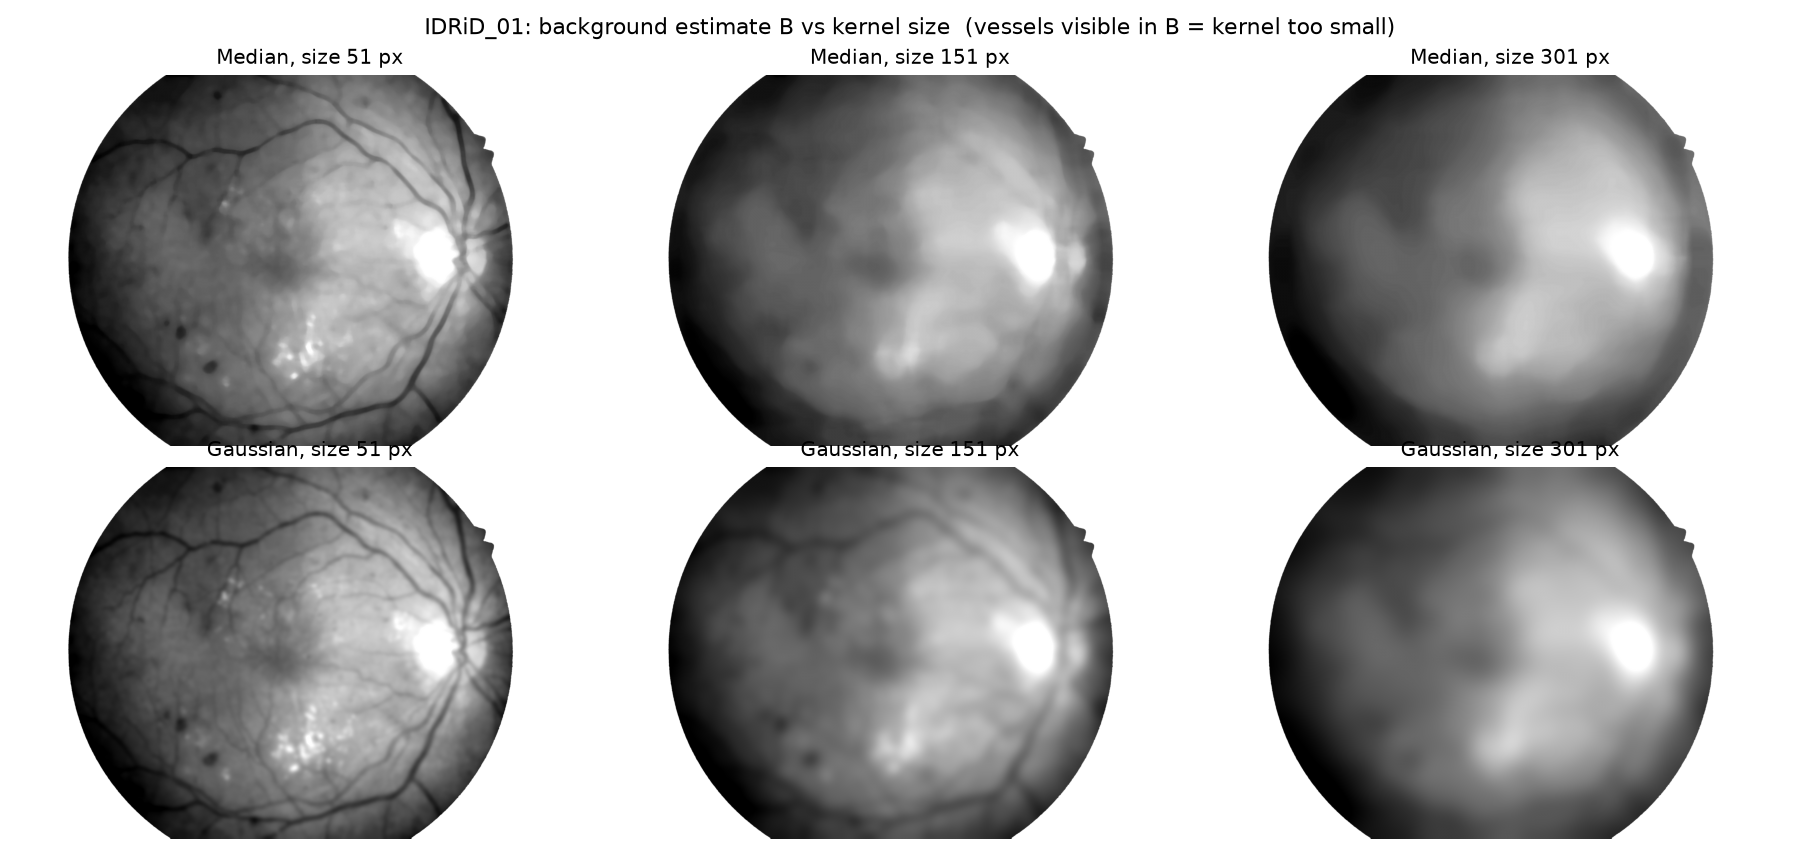 IDRiD_01: background estimate B vs kernel size  (vessels visible in B = kernel too small)
Median, size 51 px
Median, size 151 px
Median, size 301 px
Gaussian, size 51 px
Gaussian, size 151 px
Gaussian, size 301 px